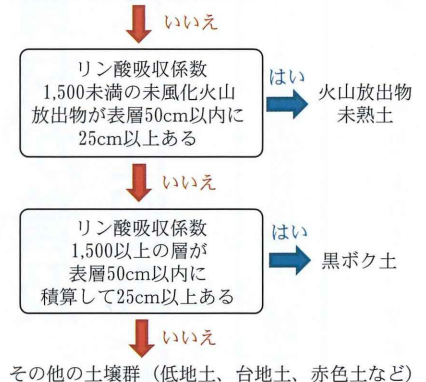 いいえ
リン酸吸収係数
1,500未満の未風化火山
放出物が表層50cm以内に
25cm以上ある
はい
火山放出物
未熟土
いいえ
リン酸吸収係数
1,500以上の層が
表層50cm以内に
積算して25cm以上ある
はい
黒ボク土
いいえ
その他の土壌群（低地土、台地土、赤色土など）